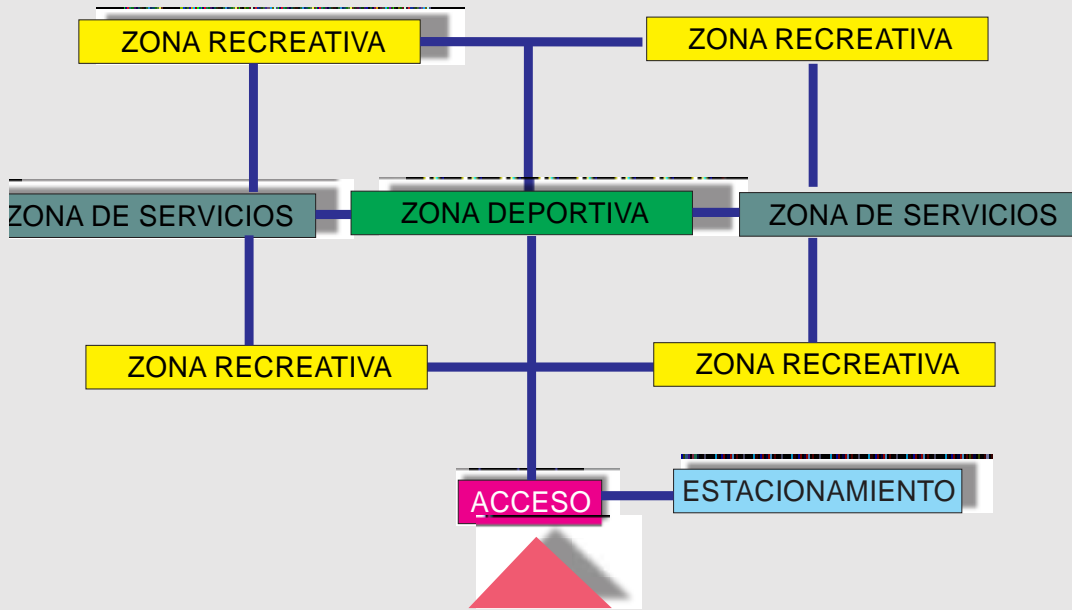 ZONA RECREATIVA
ZONA RECREATIVA
ZONA DE SERVICIOS
ZONA DEPORTIVA
ZONA DE SERVICIOS
ZONA RECREATIVA
ZONA RECREATIVA
ACCESO
ESTACIONAMIENTO